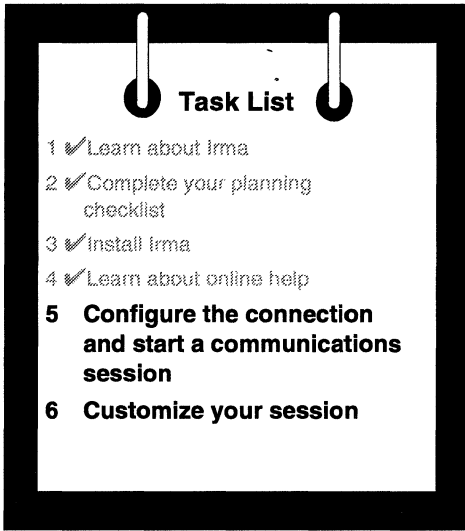 Task List
1 ✔Learn about Irma
2 ✔Complete your planning
checklist
3 ✔Install Irma
4 ✔Learn about online help
5 Configure the connection
and start a communications
session
6 Customize your session